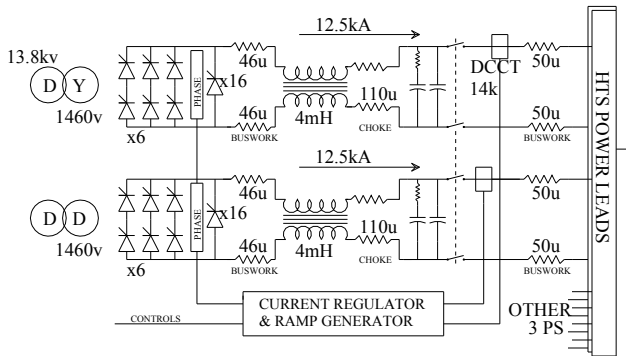 12.5kA
13.8kv
46u
50u
D Y
PHASE
x16
DCCT
14k
110u
1460v
46u
4mH
50u
x6
BUSWORK
CHOKE
BUSWORK
HTS POWER LEADS
12.5kA
46u
50u
D D
PHASE
x16
110u
1460v
46u
4mH
50u
x6
BUSWORK
CHOKE
BUSWORK
CURRENT REGULATOR
& RAMP GENERATOR
CONTROLS
OTHER
3 PS